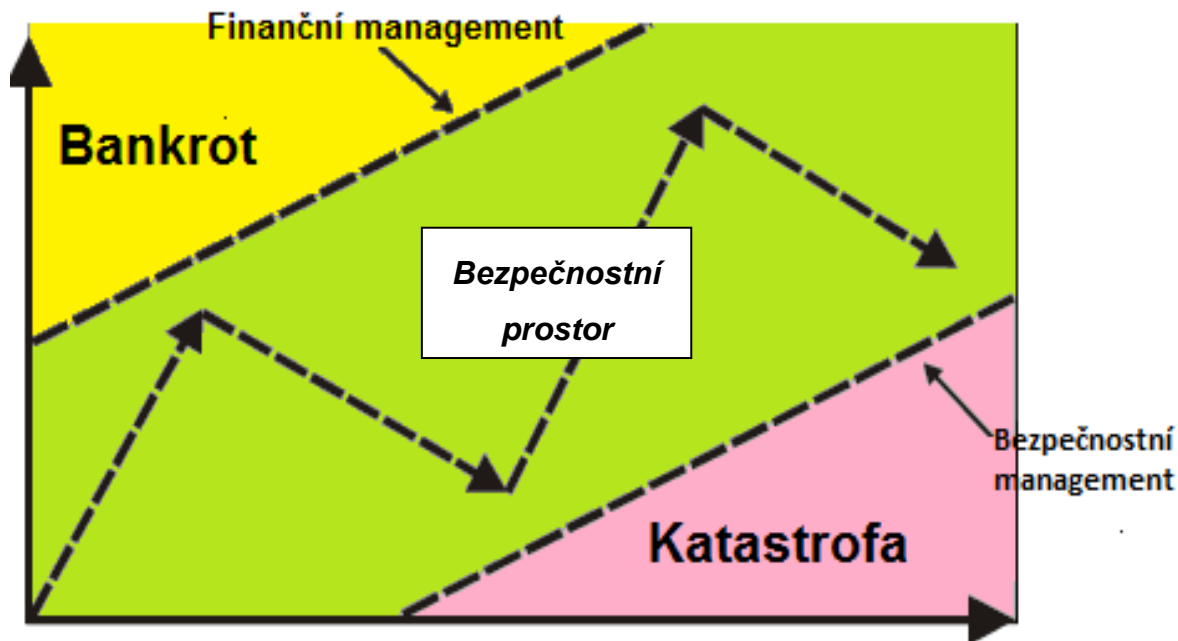 Finanční management
Bankrot
Bezpečnostní
prostor
Bezpečnostní
management
Katastrofa